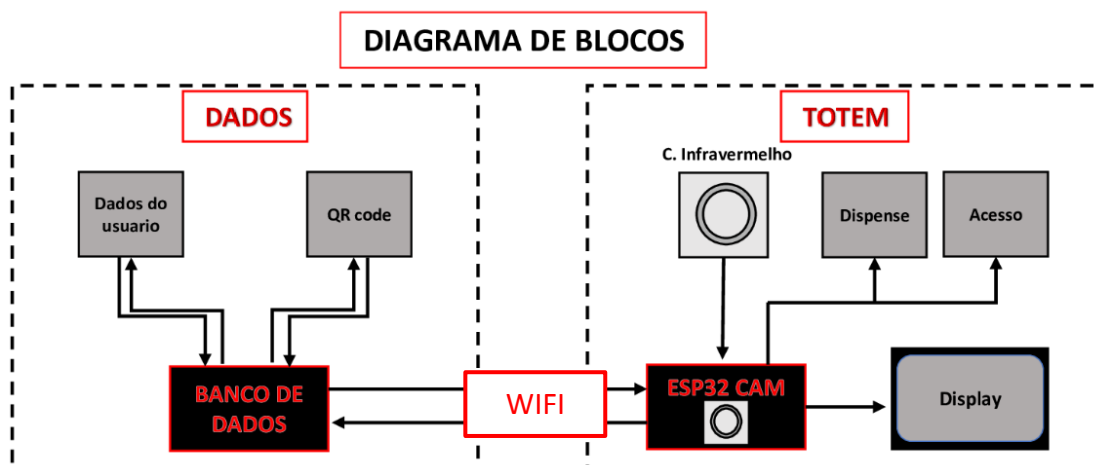 DIAGRAMA DE BLOCOS
DADOS
TOTEM
C. Infravermelho
Dados do
usuario
QR code
Dispense
Acesso
BANCO DE
DADOS
WIFI
ESP32 CAM
Display